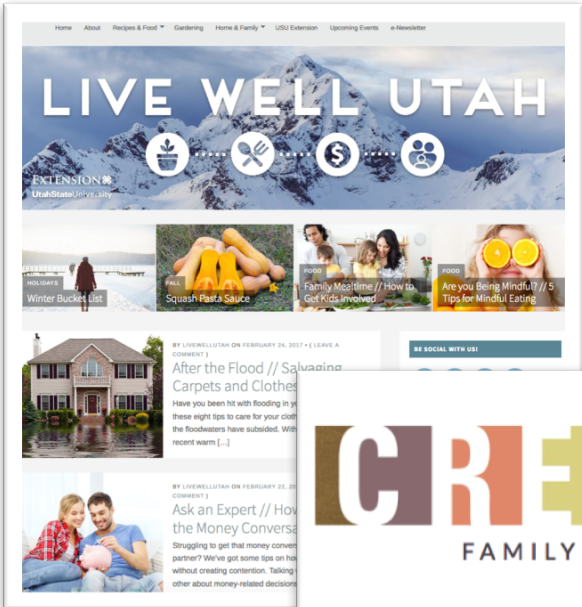 Home About Recipes & Food Gardening Home & Family USU Extension Upcoming Events e-Newsletter
LIVE WELL UTAH
$
EXTENSION
UtahStateUniversity
HOLIDAYS
Winter Bucket List
FALL
Squash Pasta Sauce
FOOD
Family Mealtime // How to
Get Kids Involved
FOOD
Are you Being Mindful? // 5
Tips for Mindful Eating
BY LIVEWELLUTAH ON FEBRUARY 24, 2017 • { LEAVE A
COMMENT }
After the Flood // Salvaging
Carpets and Clothes
Have you been hit with flooding in
these eight tips to care for your
the floodwaters have subsided.
recent warm […]
BE SOCIAL WITH US!
BY LIVEWELLUTAH ON FEBRUARY 22,
COMMENT }
Ask an Expert //
the Money
Struggling to get that money
partner? We've got some tips on
without creating contention. Talking
other about money-related decisions
CRE
FAMILY